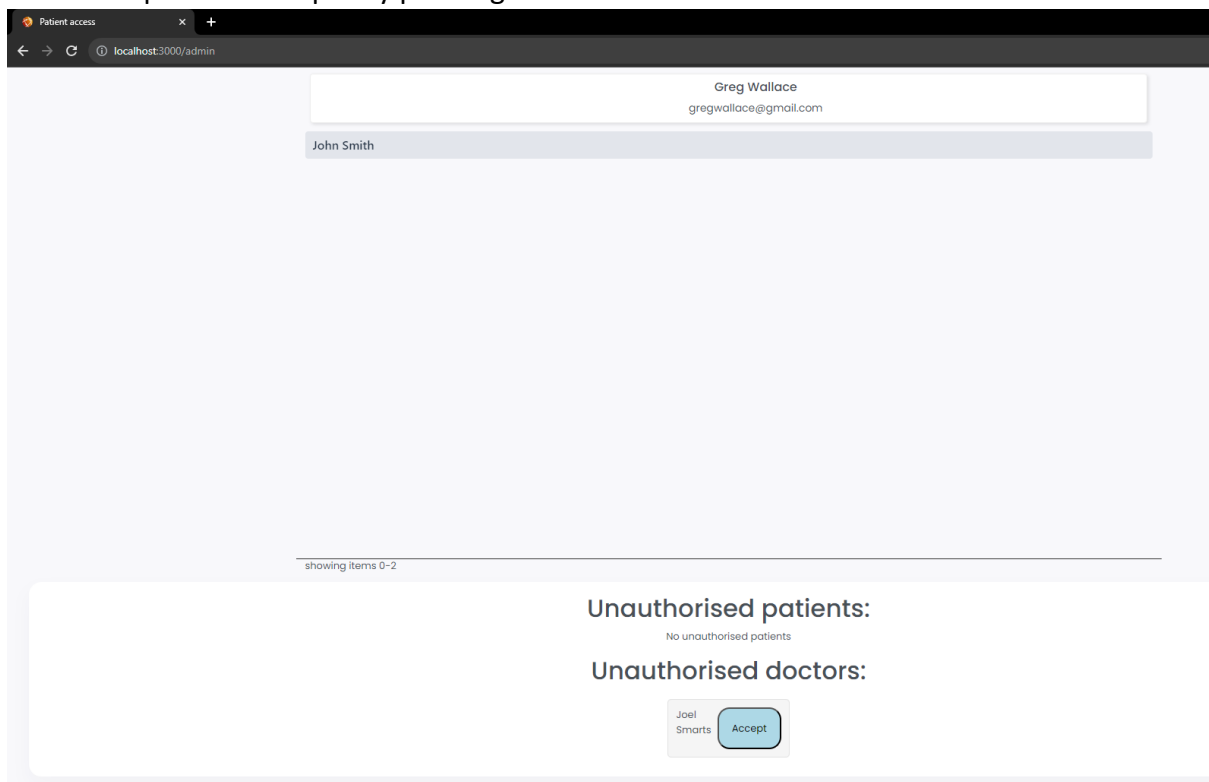 Patient access
localhost:3000/admin
Greg Wallace
gregwallace@gmail.com
John Smith
showing items 0-2
Unauthorised patients:
No unauthorised patients
Unauthorised doctors:
Joel
Smarts
Accept